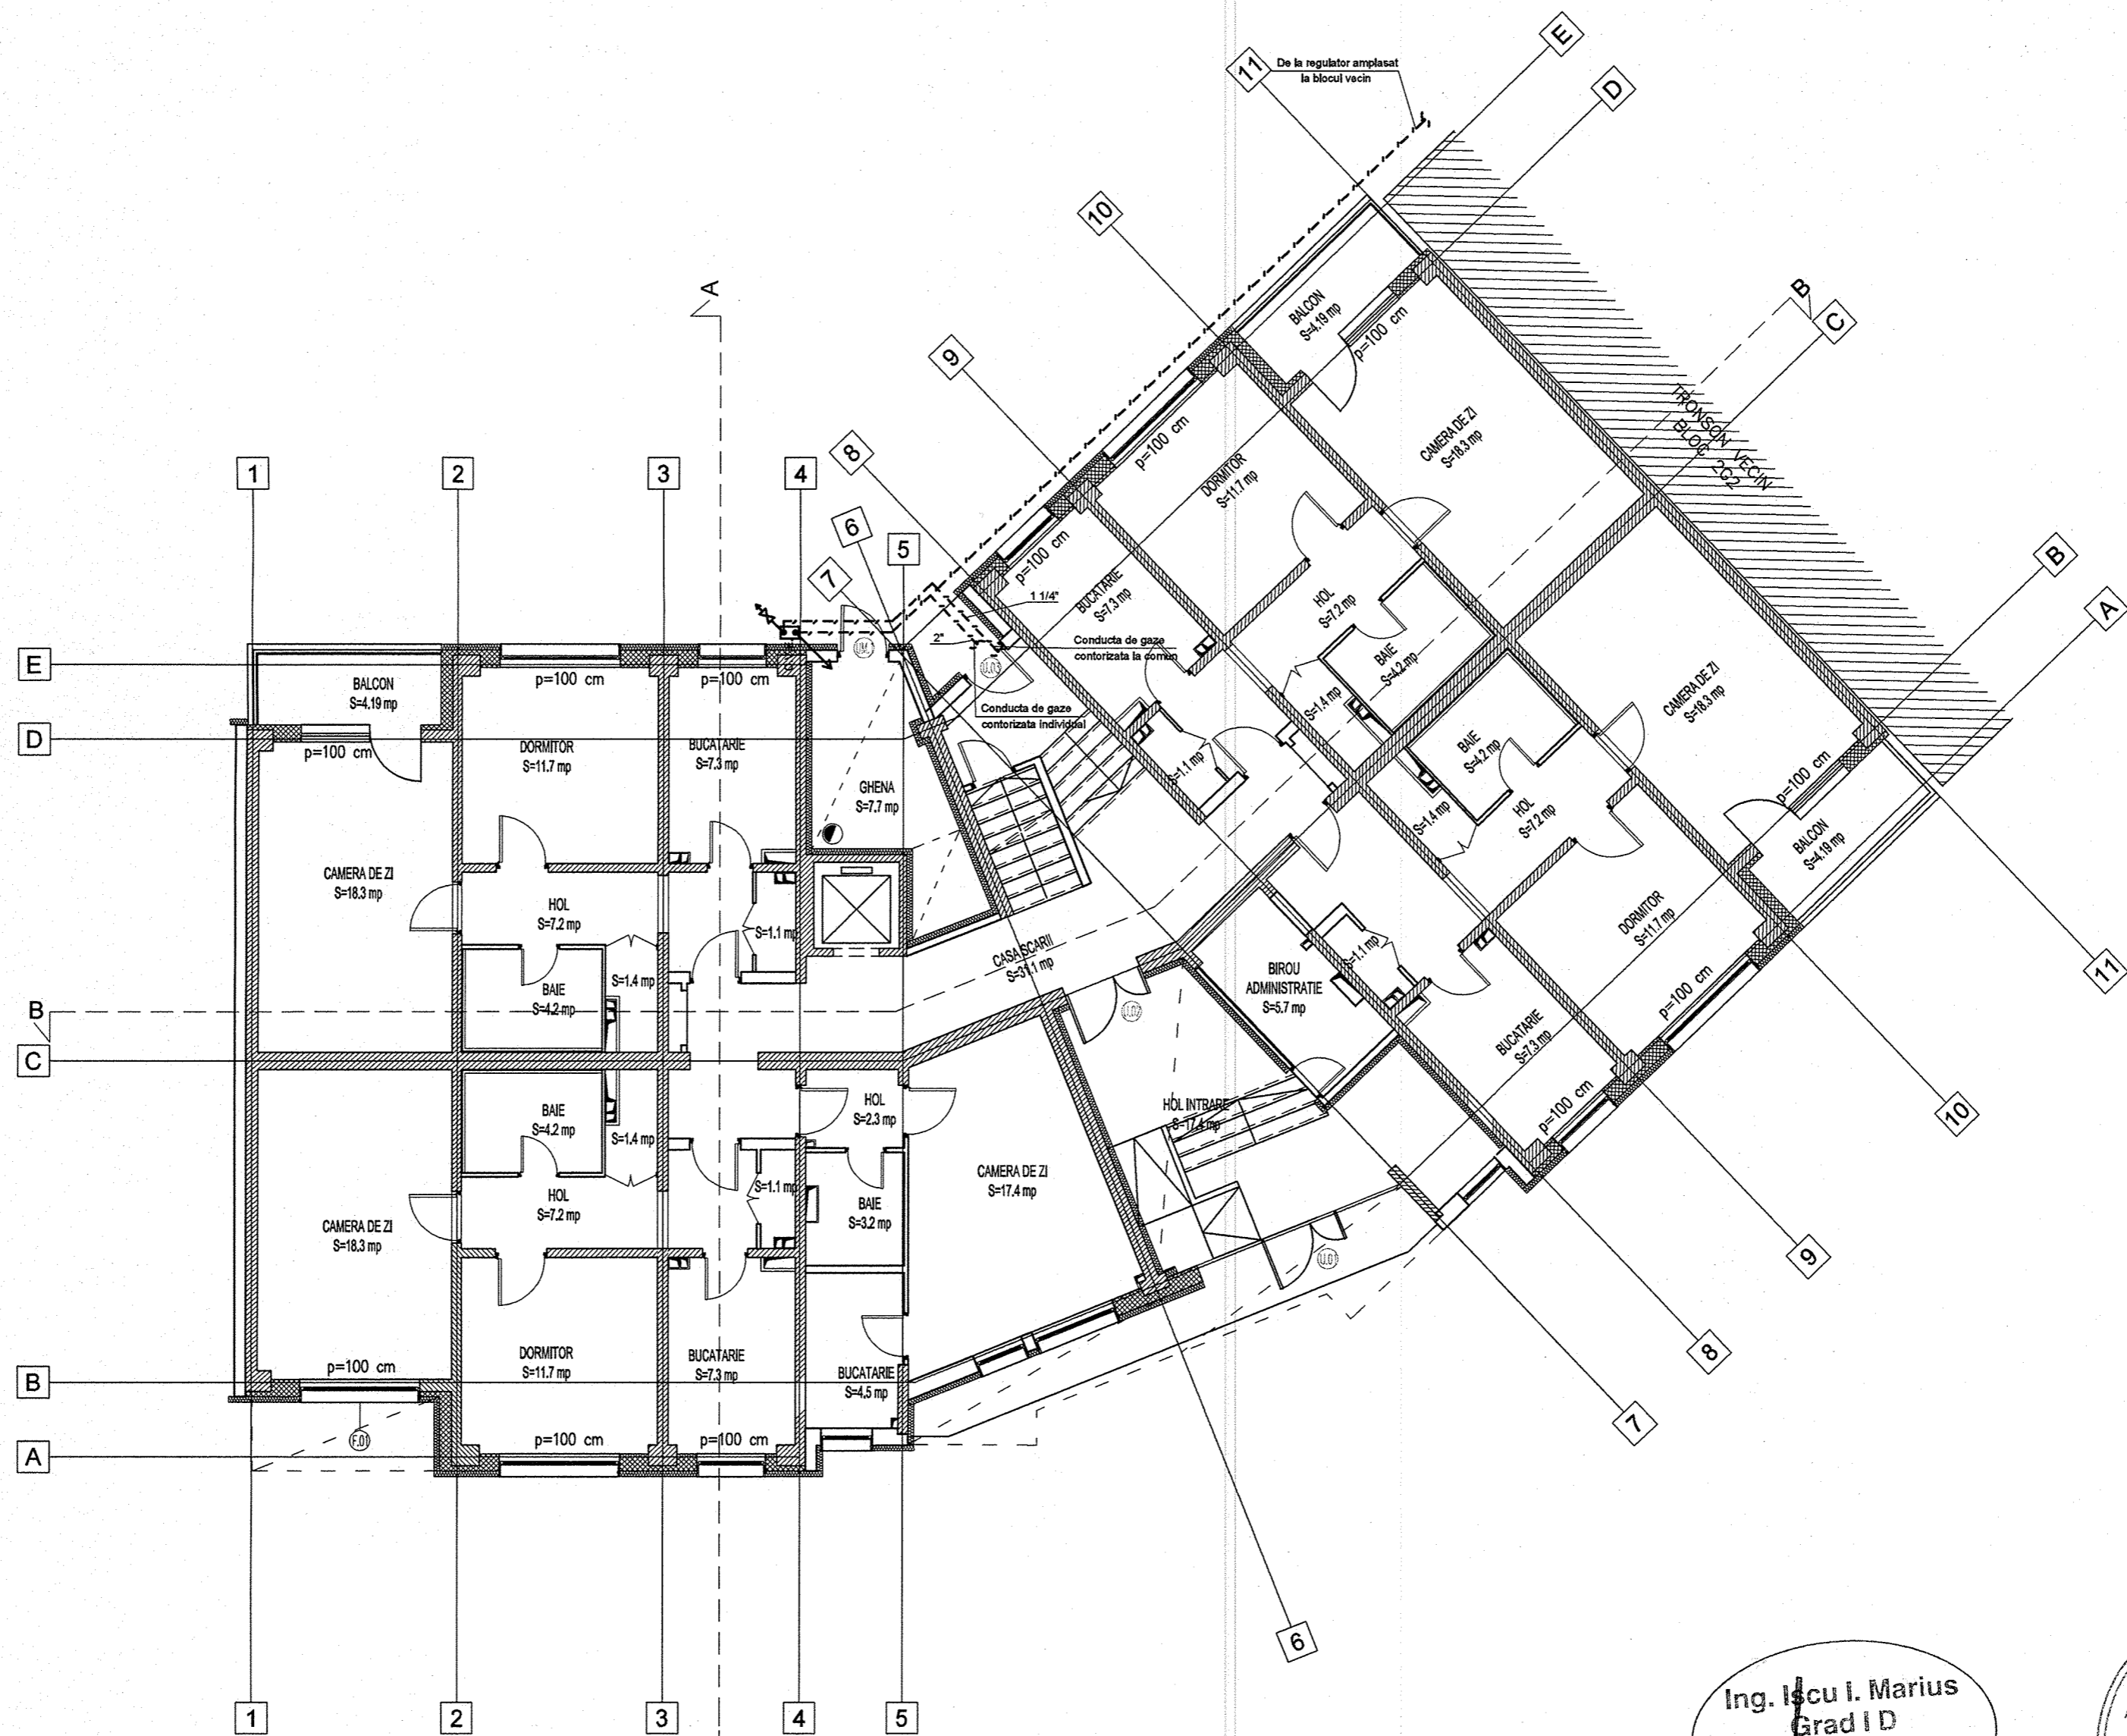 E
D
11
De la regulator amplasat
la blocul vecin
10
BALCON
S=4.19 mp
p=100 cm
B
C
A
9
CAMERA DE ZI
S=18.3 mp
TRONSON VECIN
BLOC 2G2
p=100 cm
DORMITOR
S=11.7 mp
8
1
2
3
4
6
5
7
B
A
p=100 cm
BUCATARIE
S=7.3 mp
HOL
S=7.2 mp
1 1/4"
2"
Conducta de gaze
contorizata la comun
BAIE
S=4.2 mp
S=1.4 mp
U.03
Conducta de gaze
contorizata individual
S=1.1 mp
E
BALCON
S=4.19 mp
p=100 cm
p=100 cm
D
p=100 cm
DORMITOR
S=11.7 mp
BUCATARIE
S=7.3 mp
GHENA
S=7.7 mp
CAMERA DE ZI
S=18.3 mp
BAIE
S=4.2 mp
HOL
S=7.2 mp
S=1.4 mp
p=100 cm
BALCON
S=4.19 mp
CAMERA DE ZI
S=18.3 mp
HOL
S=7.2 mp
S=1.1 mp
DORMITOR
S=11.7 mp
CASA SCARII
S=31.1 mp
S=1.1 mp
BIROU
ADMINISTRATIE
S=5.7 mp
p=100 cm
11
BAIE
S=4.2 mp
S=1.4 mp
B
U.02
BUCATARIE
S=7.3 mp
C
BAIE
S=4.2 mp
S=1.4 mp
HOL
S=2.3 mp
HOL INTRARE
S=17.4 mp
p=100 cm
10
CAMERA DE ZI
S=17.4 mp
HOL
S=7.2 mp
S=1.1 mp
BAIE
S=3.2 mp
CAMERA DE ZI
S=18.3 mp
U.01
9
p=100 cm
DORMITOR
S=11.7 mp
BUCATARIE
S=7.3 mp
BUCATARIE
S=4.5 mp
8
B
F.01
p=100 cm
p=100 cm
7
A
6
1
2
3
4
5
Ing. Iscu I. Marius
Grad I D